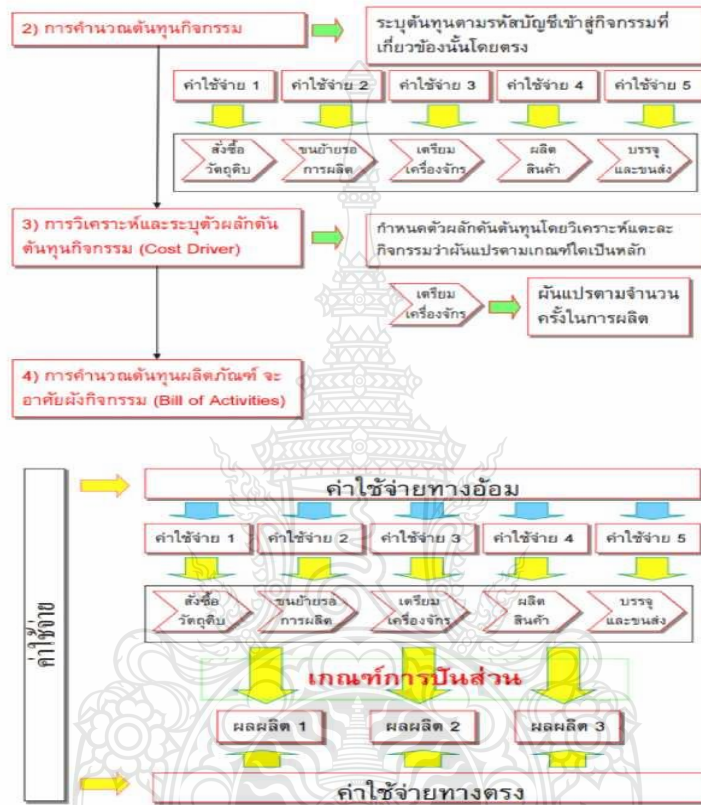 2) การคำนวณต้นทุนกิจกรรม
ระบุต้นทุนตามรหัสบัญชีเข้าสู่กิจกรรมที่
เกี่ยวข้องนั้นโดยตรง
ค่าใช้จ่าย 1 ค่าใช้จ่าย 2 ค่าใช้จ่าย 3 ค่าใช้จ่าย 4 ค่าใช้จ่าย 5
สั่งซื้อ ขนย้ายรอ เตรียม ผลิต บรรจุ
วัตถุดิบ การผลิต เครื่องจักร สินค้า และขนส่ง
3) การวิเคราะห์และระบุตัวผลักดัน
ต้นทุนกิจกรรม (Cost Driver)
กำหนดตัวผลักดันต้นทุนโดยวิเคราะห์แต่ละ
กิจกรรมว่าผันแปรตามเกณฑ์ใดเป็นหลัก
เตรียม
เครื่องจักร
ผันแปรตามจำนวน
ครั้งในการผลิต
4) การคำนวณต้นทุนผลิตภัณฑ์ จะ
อาศัยผังกิจกรรม (Bill of Activities)
ค่าใช้จ่าย
ค่าใช้จ่ายทางอ้อม
ค่าใช้จ่าย 1 ค่าใช้จ่าย 2 ค่าใช้จ่าย 3 ค่าใช้จ่าย 4 ค่าใช้จ่าย 5
สั่งซื้อ ขนย้ายรอ เตรียม ผลิต บรรจุ
วัตถุดิบ การผลิต เครื่องจักร สินค้า และขนส่ง
เกณฑ์การปันส่วน
ผลผลิต 1 ผลผลิต 2 ผลผลิต 3
ค่าใช้จ่ายทางตรง